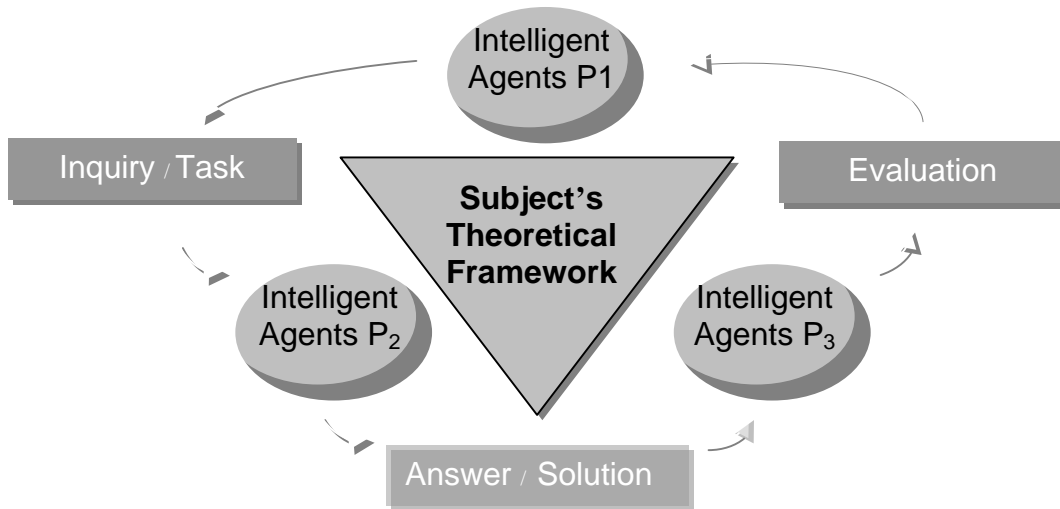 Intelligent
Agents P1
Inquiry / Task
Evaluation
Subject's
Theoretical
Framework
Intelligent
Agents P₂
Intelligent
Agents P₃
Answer / Solution